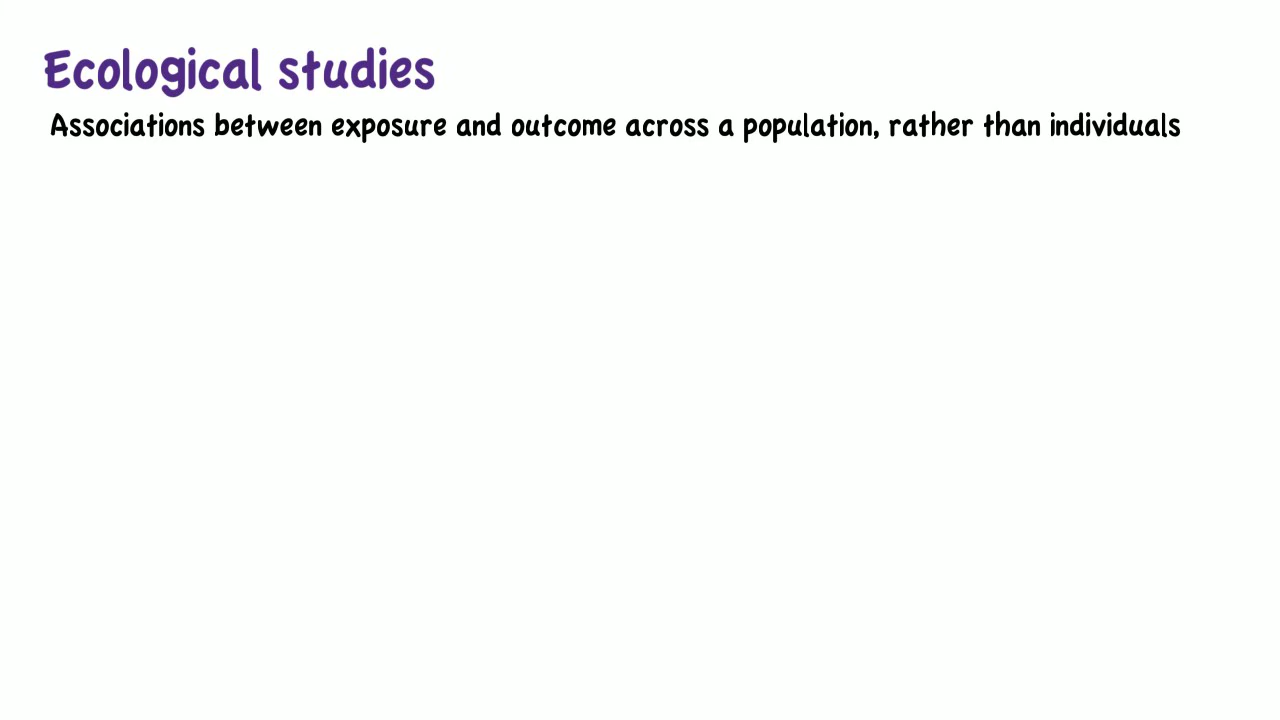 Ecological studies
Associations between exposure and outcome across a population, rather than individuals